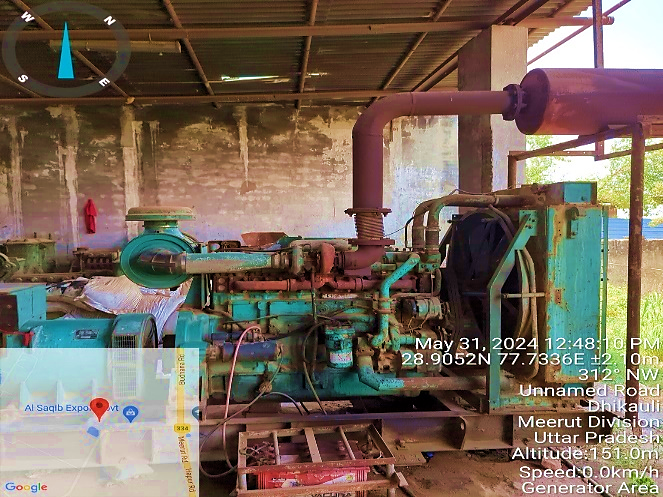 W
N
S
E
May 31, 2024 12:48:10 PM
28.9052N 77.7336E ±2.10m
312° NW
Unnamed Road
Dhikauli
Meerut Division
Uttar Pradesh
Altitude:151.0m
Speed:0.0km/h
Generator Area
Al Saqib Expo
vt
334
Google